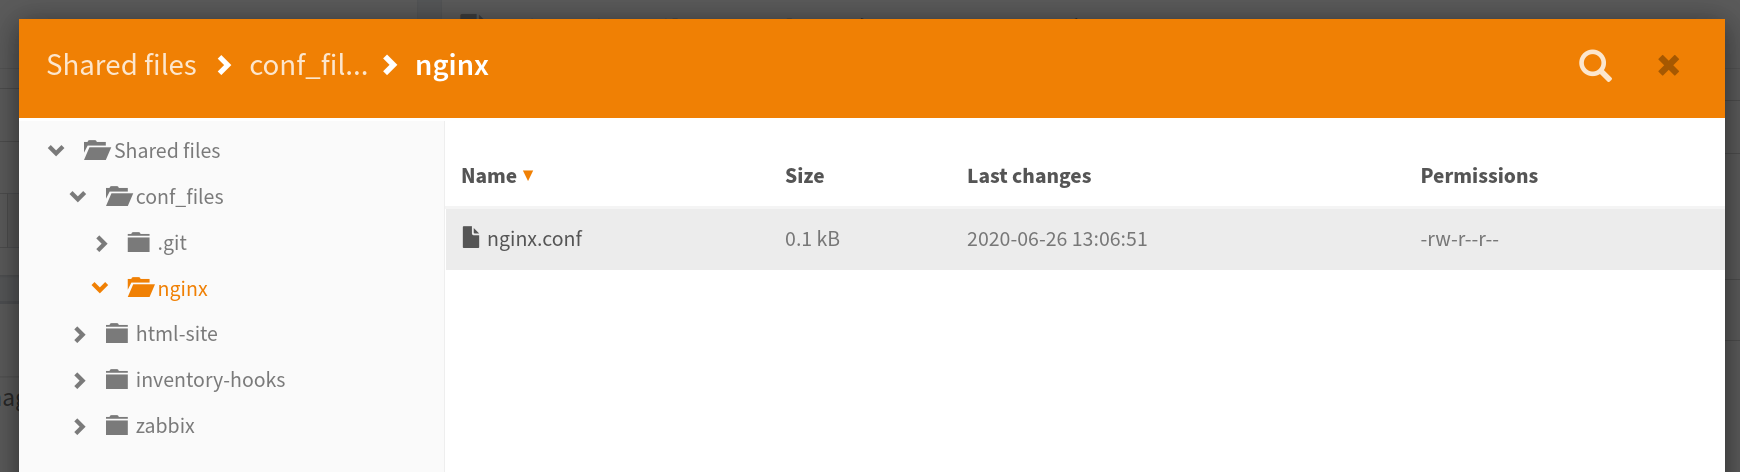 Shared files conf_fil... nginx
Shared files
conf_files
.git
nginx
html-site
inventory-hooks
zabbix
Name Size Last changes Permissions
nginx.conf 0.1 kB 2020-06-26 13:06:51 -rw-r--r--